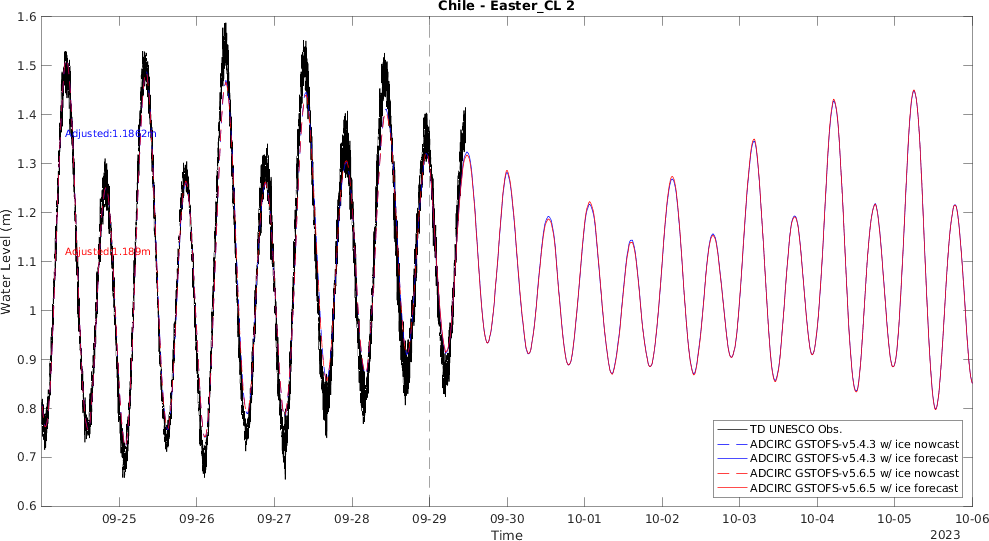 Chile - Easter_CL 2
1.6
1.5
1.4
1.3
1.2
1.1
1
0.9
0.8
0.7
0.6
Water Level (m)
Adjusted:1.1862m
Adjusted:1.189m
TD UNESCO Obs.
ADCIRC GSTOFS-v5.4.3 w/ ice nowcast
ADCIRC GSTOFS-v5.4.3 w/ ice forecast
ADCIRC GSTOFS-v5.6.5 w/ ice nowcast
ADCIRC GSTOFS-v5.6.5 w/ ice forecast
09-25 09-26 09-27 09-28 09-29 09-30 10-01 10-02 10-03 10-04 10-05 10-06
Time
2023